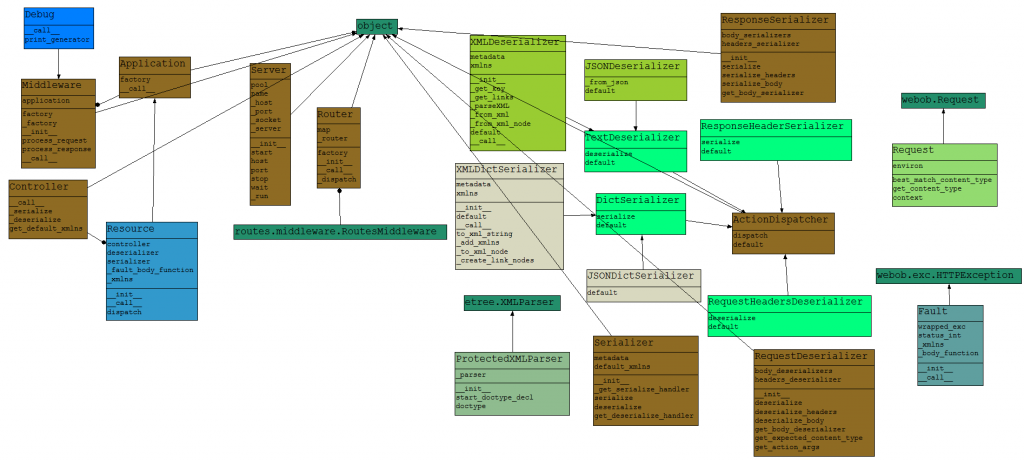 Debug
__call__
print_generator
Middleware
application
factory
_factory
__init__
process_request
process_response
__call__
Application
factory
__call__
Controller
__call__
_serialize
_deserialize
get_default_xmlns
Resource
controller
deserializer
serializer
_fault_body_function
_xmlns
__init__
__call__
dispatch
object
Server
pool
name
_host
_port
_socket
_server
__init__
start
host
port
stop
wait
_run
Router
map
_router
factory
__init__
__call__
_dispatch
routes.middleware.RoutesMiddleware
XMLDeserializer
metadata
xmlns
__init__
_get_key
_get_links
_parseXML
_from_xml
_from_xml_node
default
__call__
JSONDeserializer
_from_json
default
TextDeserializer
deserialize
default
XMLDictSerializer
metadata
xmlns
__init__
default
__call__
to_xml_string
_add_xmlns
_to_xml_node
_create_link_nodes
DictSerializer
serialize
default
JSONDictSerializer
default
etree.XMLParser
ProtectedXMLParser
_parser
__init__
start_doctype_decl
doctype
Serializer
metadata
default_xmlns
__init__
_get_serialize_handler
serialize
deserialize
get_deserialize_handler
ResponseSerializer
body_serializers
headers_serializer
__init__
serialize
serialize_headers
serialize_body
get_body_serializer
ResponseHeaderSerializer
serialize
default
ActionDispatcher
dispatch
default
RequestHeadersDeserializer
deserialize
default
RequestDeserializer
body_deserializers
headers_deserializer
__init__
deserialize
deserialize_headers
deserialize_body
get_body_deserializer
get_expected_content_type
get_action_args
webob.Request
Request
environ
best_match_content_type
get_content_type
context
webob.exc.HTTPException
Fault
wrapped_exc
status_int
_xmlns
_body_function
__init__
__call__